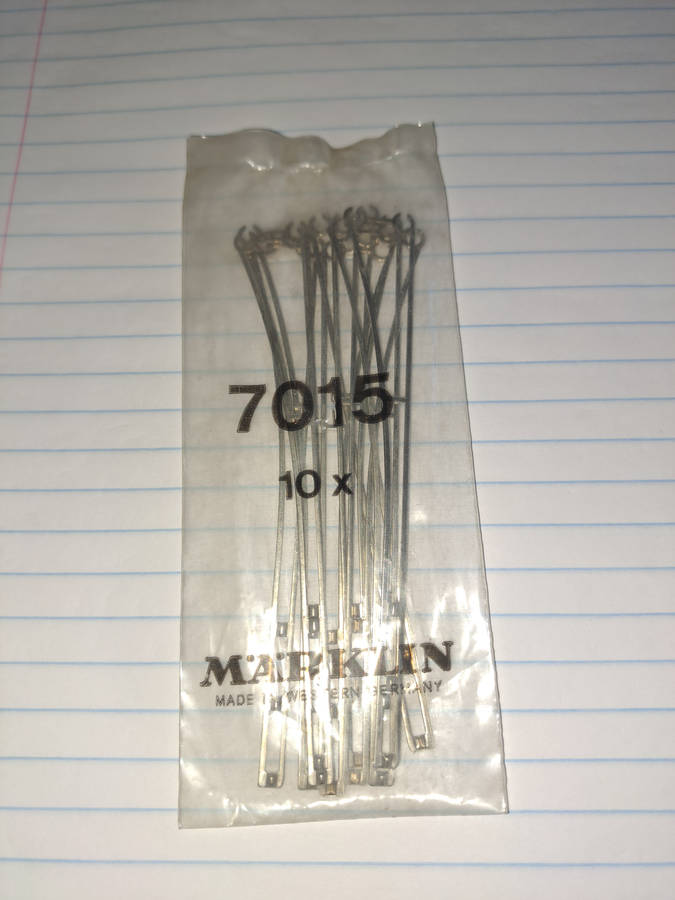 7015
10 x
MÄRKLIN
MADE IN WESTERN GERMANY